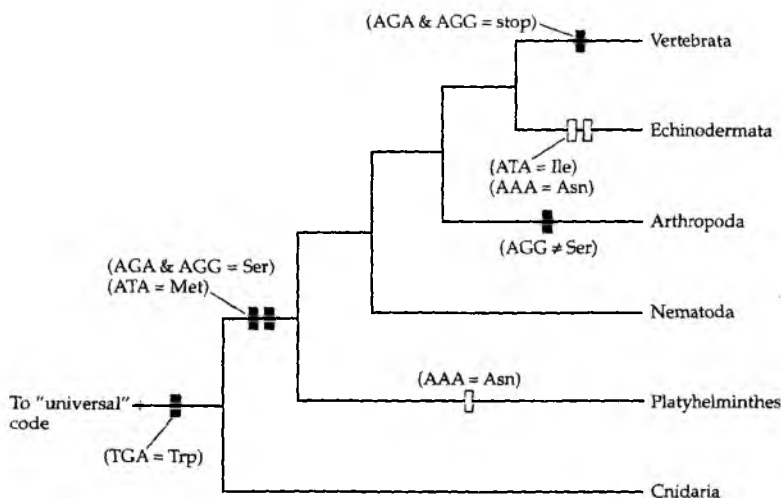 (AGA & AGG = stop)
Vertebrata
Echinodermata
(ATA = Ile)
(AAA = Asn)
Arthropoda
(AGG ≠ Ser)
(AGA & AGG = Ser)
(ATA = Met)
Nematoda
(AAA = Asn)
To "universal"
code
Platyhelminthes
(TGA = Trp)
Cnidaria